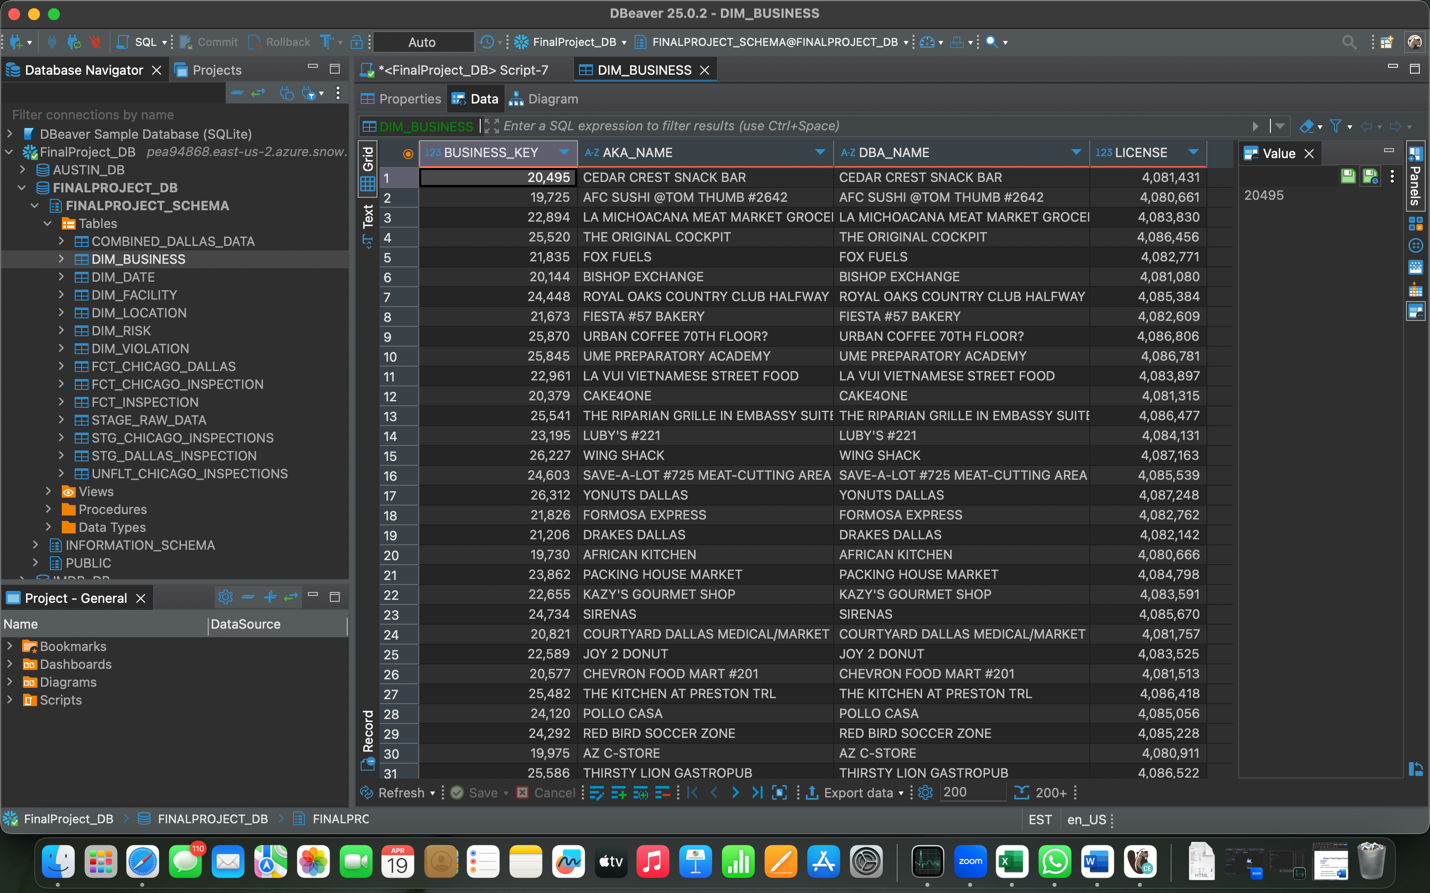 DBeaver 25.0.2 - DIM_BUSINESS
SQL
Commit
Rollback
Auto
FinalProject_DB
FINALPROJECT_SCHEMA@FINALPROJECT_DB
Database Navigator
Projects
*<FinalProject_DB> Script-7
DIM_BUSINESS
Properties
Data
Diagram
Filter connections by name
DIM_BUSINESS
Enter a SQL expression to filter results (use Ctrl+Space)
DBeaver Sample Database (SQLite)
FinalProject_DB pea94868.east-us-2.azure.snow
AUSTIN_DB
FINALPROJECT_DB
FINALPROJECT_SCHEMA
Tables
COMBINED_DALLAS_DATA
DIM_BUSINESS
DIM_DATE
DIM_FACILITY
DIM_LOCATION
DIM_RISK
DIM_VIOLATION
FCT_CHICAGO_DALLAS
FCT_CHICAGO_INSPECTION
FCT_INSPECTION
STAGE_RAW_DATA
STG_CHICAGO_INSPECTIONS
STG_DALLAS_INSPECTION
UNFLT_CHICAGO_INSPECTIONS
Views
Procedures
Data Types
INFORMATION_SCHEMA
PUBLIC
Project - General
Name
DataSource
Bookmarks
Dashboards
Diagrams
Scripts
Grid
Text
Record
123 BUSINESS_KEY A-Z AKA_NAME A-Z DBA_NAME 123 LICENSE
1 20,495 CEDAR CREST SNACK BAR CEDAR CREST SNACK BAR 4,081,431
2 19,725 AFC SUSHI @TOM THUMB #2642 AFC SUSHI @TOM THUMB #2642 4,080,661
3 22,894 LA MICHOACANA MEAT MARKET GROCEI LA MICHOACANA MEAT MARKET GROCEI 4,083,830
4 25,520 THE ORIGINAL COCKPIT THE ORIGINAL COCKPIT 4,086,456
5 21,835 FOX FUELS FOX FUELS 4,082,771
6 20,144 BISHOP EXCHANGE BISHOP EXCHANGE 4,081,080
7 24,448 ROYAL OAKS COUNTRY CLUB HALFWAY ROYAL OAKS COUNTRY CLUB HALFWAY 4,085,384
8 21,673 FIESTA #57 BAKERY FIESTA #57 BAKERY 4,082,609
9 25,870 URBAN COFFEE 70TH FLOOR? URBAN COFFEE 70TH FLOOR? 4,086,806
10 25,845 UME PREPARATORY ACADEMY UME PREPARATORY ACADEMY 4,086,781
11 22,961 LA VUI VIETNAMESE STREET FOOD LA VUI VIETNAMESE STREET FOOD 4,083,897
12 20,379 CAKE4ONE CAKE4ONE 4,081,315
13 25,541 THE RIPARIAN GRILLE IN EMBASSY SUITE THE RIPARIAN GRILLE IN EMBASSY SUITE 4,086,477
14 23,195 LUBY'S #221 LUBY'S #221 4,084,131
15 26,227 WING SHACK WING SHACK 4,087,163
16 24,603 SAVE-A-LOT #725 MEAT-CUTTING AREA SAVE-A-LOT #725 MEAT-CUTTING AREA 4,085,539
17 26,312 YONUTS DALLAS YONUTS DALLAS 4,087,248
18 21,826 FORMOSA EXPRESS FORMOSA EXPRESS 4,082,762
19 21,206 DRAKES DALLAS DRAKES DALLAS 4,082,142
20 19,730 AFRICAN KITCHEN AFRICAN KITCHEN 4,080,666
21 23,862 PACKING HOUSE MARKET PACKING HOUSE MARKET 4,084,798
22 22,655 KAZY'S GOURMET SHOP KAZY'S GOURMET SHOP 4,083,591
23 24,734 SIRENAS SIRENAS 4,085,670
24 20,821 COURTYARD DALLAS MEDICAL/MARKET COURTYARD DALLAS MEDICAL/MARKET 4,081,757
25 22,589 JOY 2 DONUT JOY 2 DONUT 4,083,525
26 20,577 CHEVRON FOOD MART #201 CHEVRON FOOD MART #201 4,081,513
27 25,482 THE KITCHEN AT PRESTON TRL THE KITCHEN AT PRESTON TRL 4,086,418
28 24,120 POLLO CASA POLLO CASA 4,085,056
29 24,292 RED BIRD SOCCER ZONE RED BIRD SOCCER ZONE 4,085,228
30 19,975 AZ C-STORE AZ C-STORE 4,080,911
31 25,586 THIRSTY LION GASTROPUB THIRSTY LION GASTROPUB 4,086,522
Value
20495
Panels
Refresh
Save
Cancel
Export data
200
200+
FinalProject_DB
FINALPROJECT_DB
FINALPRC
EST
en_US
110
APR
19
tv
zoom
HTML